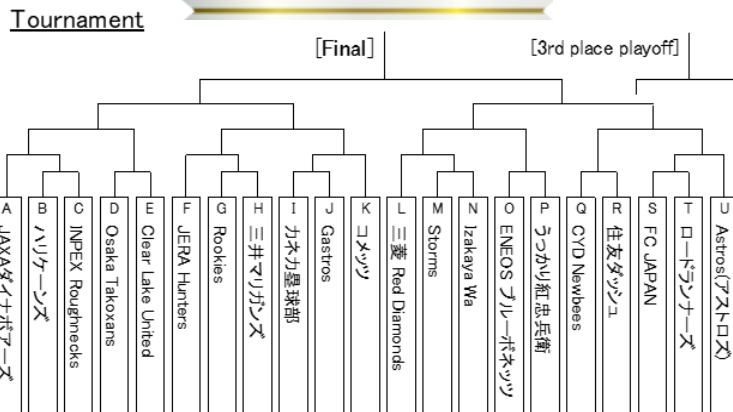 Tournament
[Final]
[3rd place playoff]
A
B
C
D
E
F
G
H
I
J
K
L
M
N
O
P
Q
R
S
T
U
JAXAダイナボアーズ
ハリケーンズ
INPEX Roughnecks
Osaka Takoxans
Clear Lake United
JERA Hunters
Rookies
三井マリガンズ
カネカ塁球部
Gastros
コメッツ
三菱 Red Diamonds
Storms
Izakaya Wa
ENEOS ブルーボネッツ
うっかり紅忠兵衛
CYD Newbees
住友ダッシュ
FC JAPAN
ロードランナーズ
Astros(アストロズ)